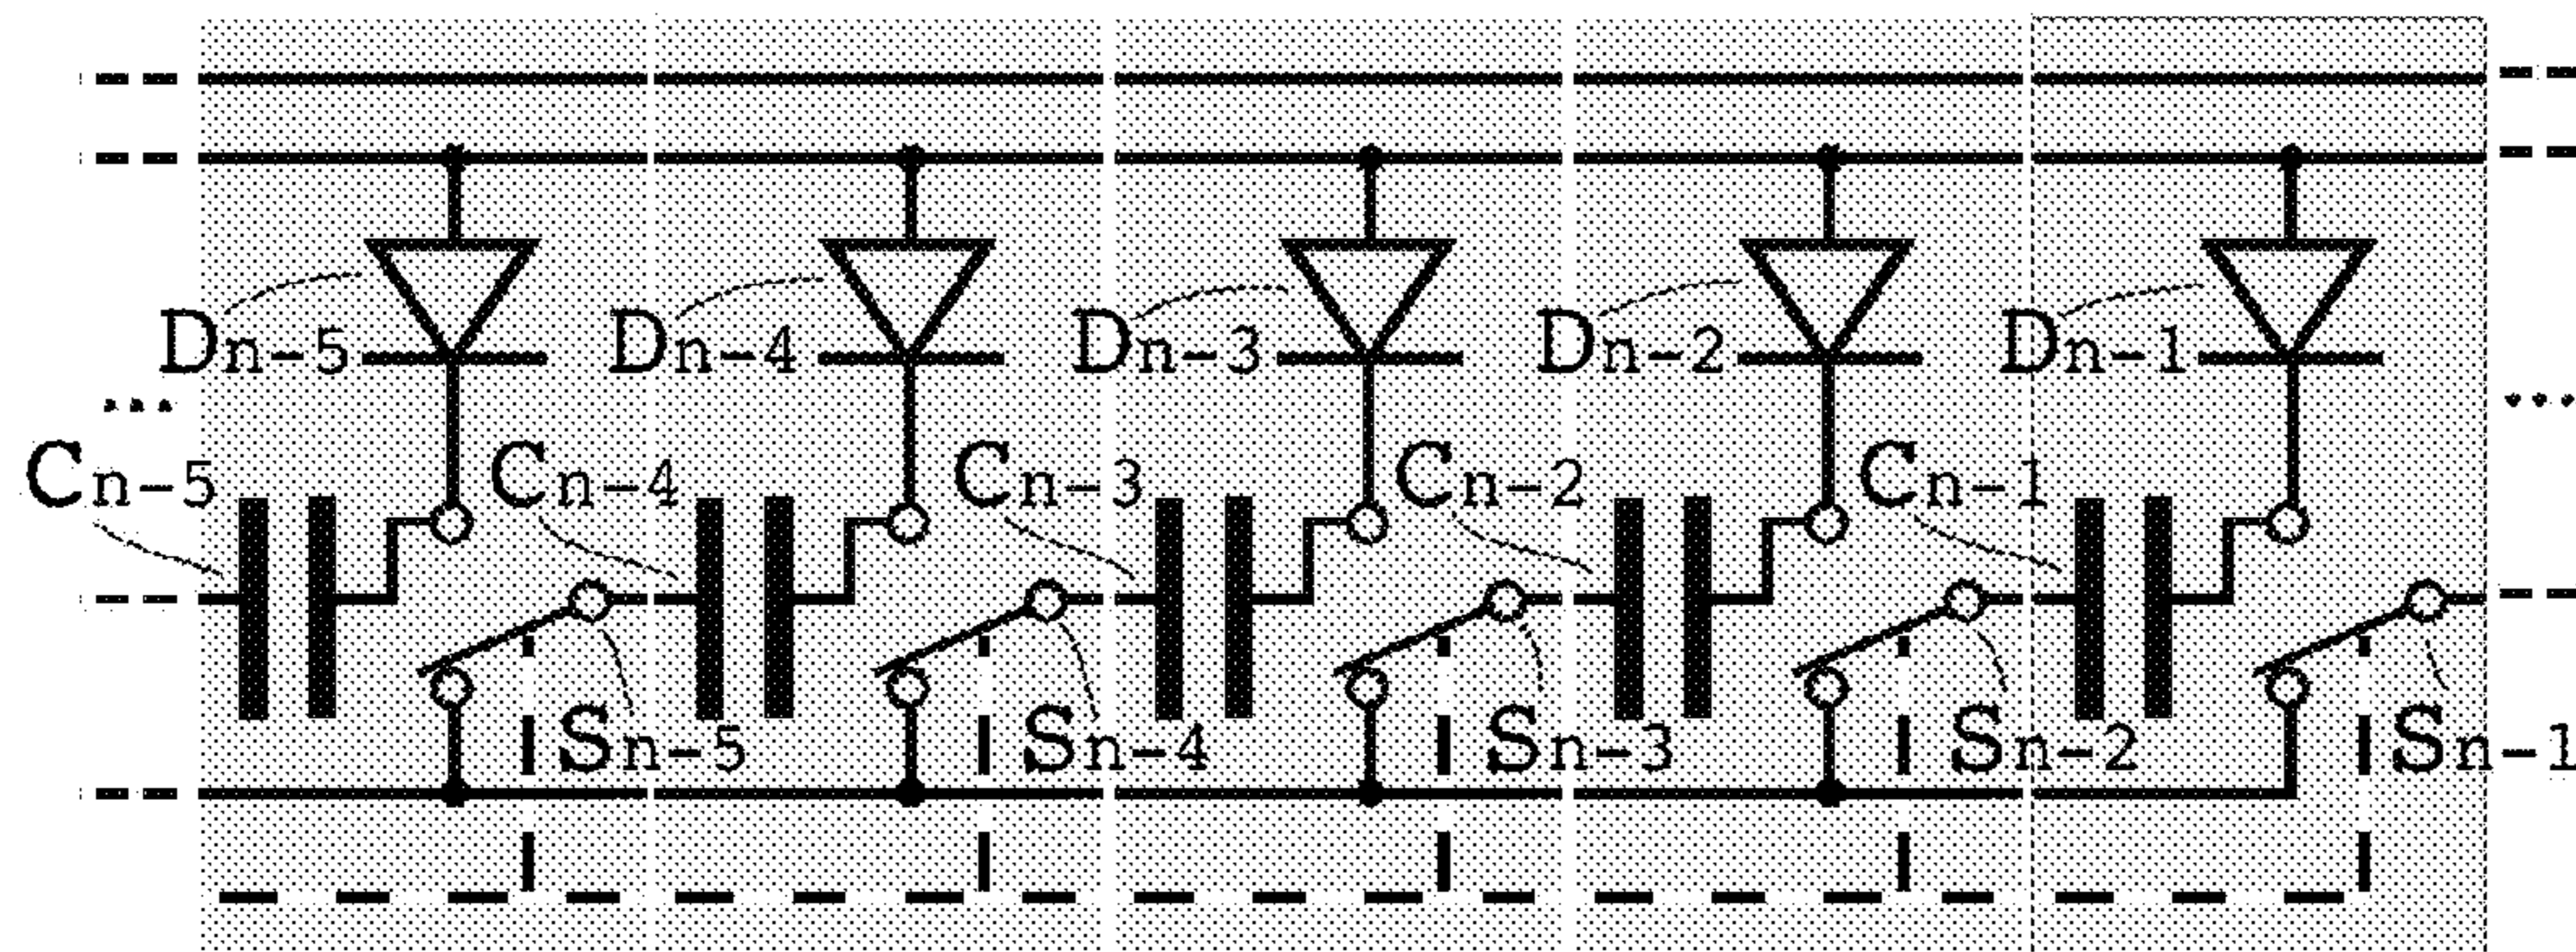 Dn-5 Dn-4 Dn-3 Dn-2 Dn-1
... ...
Cn-5 Cn-4 Cn-3 Cn-2 Cn-1
Sn-5 Sn-4 Sn-3 Sn-2 Sn-1